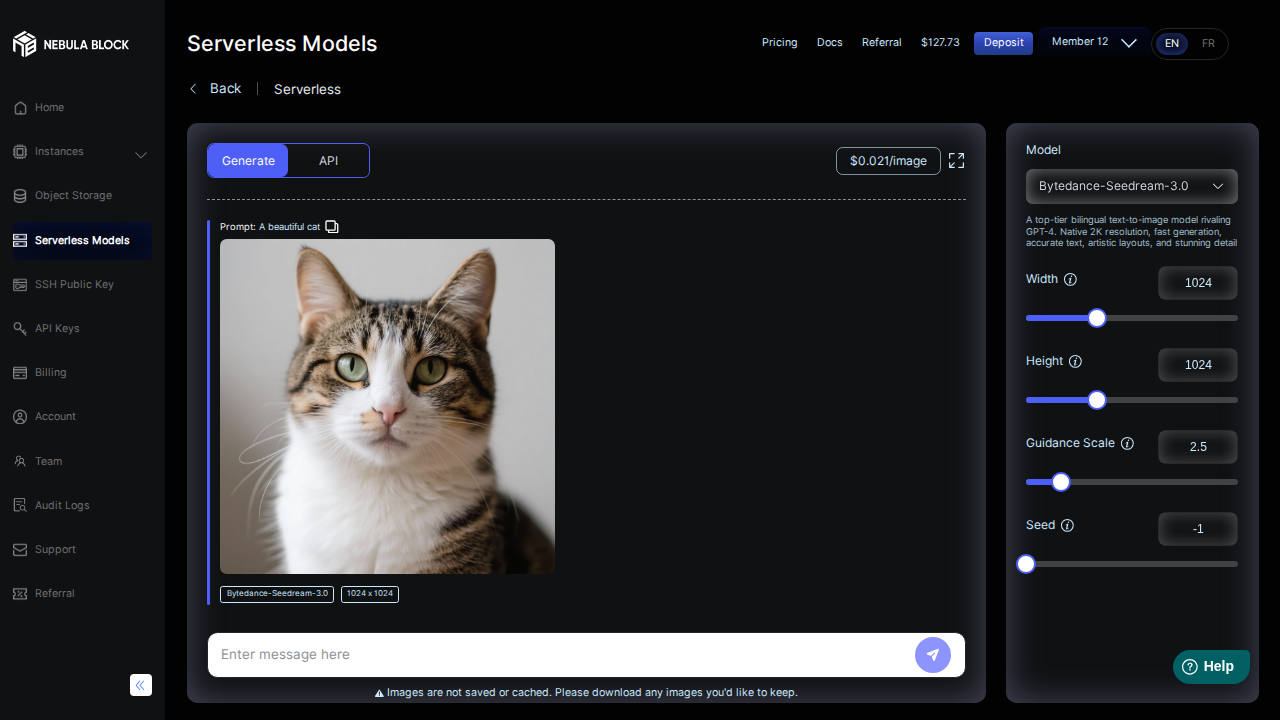 NEBULA BLOCK
Home
Instances
Object Storage
Serverless Models
SSH Public Key
API Keys
Billing
Account
Team
Audit Logs
Support
Referral
Serverless Models
Pricing
Docs
Referral
$127.73
Deposit
Member 12
EN
FR
Back
Serverless
Generate
API
$0.021/image
Prompt: A beautiful cat
Bytedance-Seedream-3.0
1024 x 1024
Enter message here
Images are not saved or cached. Please download any images you'd like to keep.
Model
Bytedance-Seedream-3.0
A top-tier bilingual text-to-image model rivaling
GPT-4. Native 2K resolution, fast generation,
accurate text, artistic layouts, and stunning detail
Width
1024
Height
1024
Guidance Scale
2.5
Seed
-1
Help